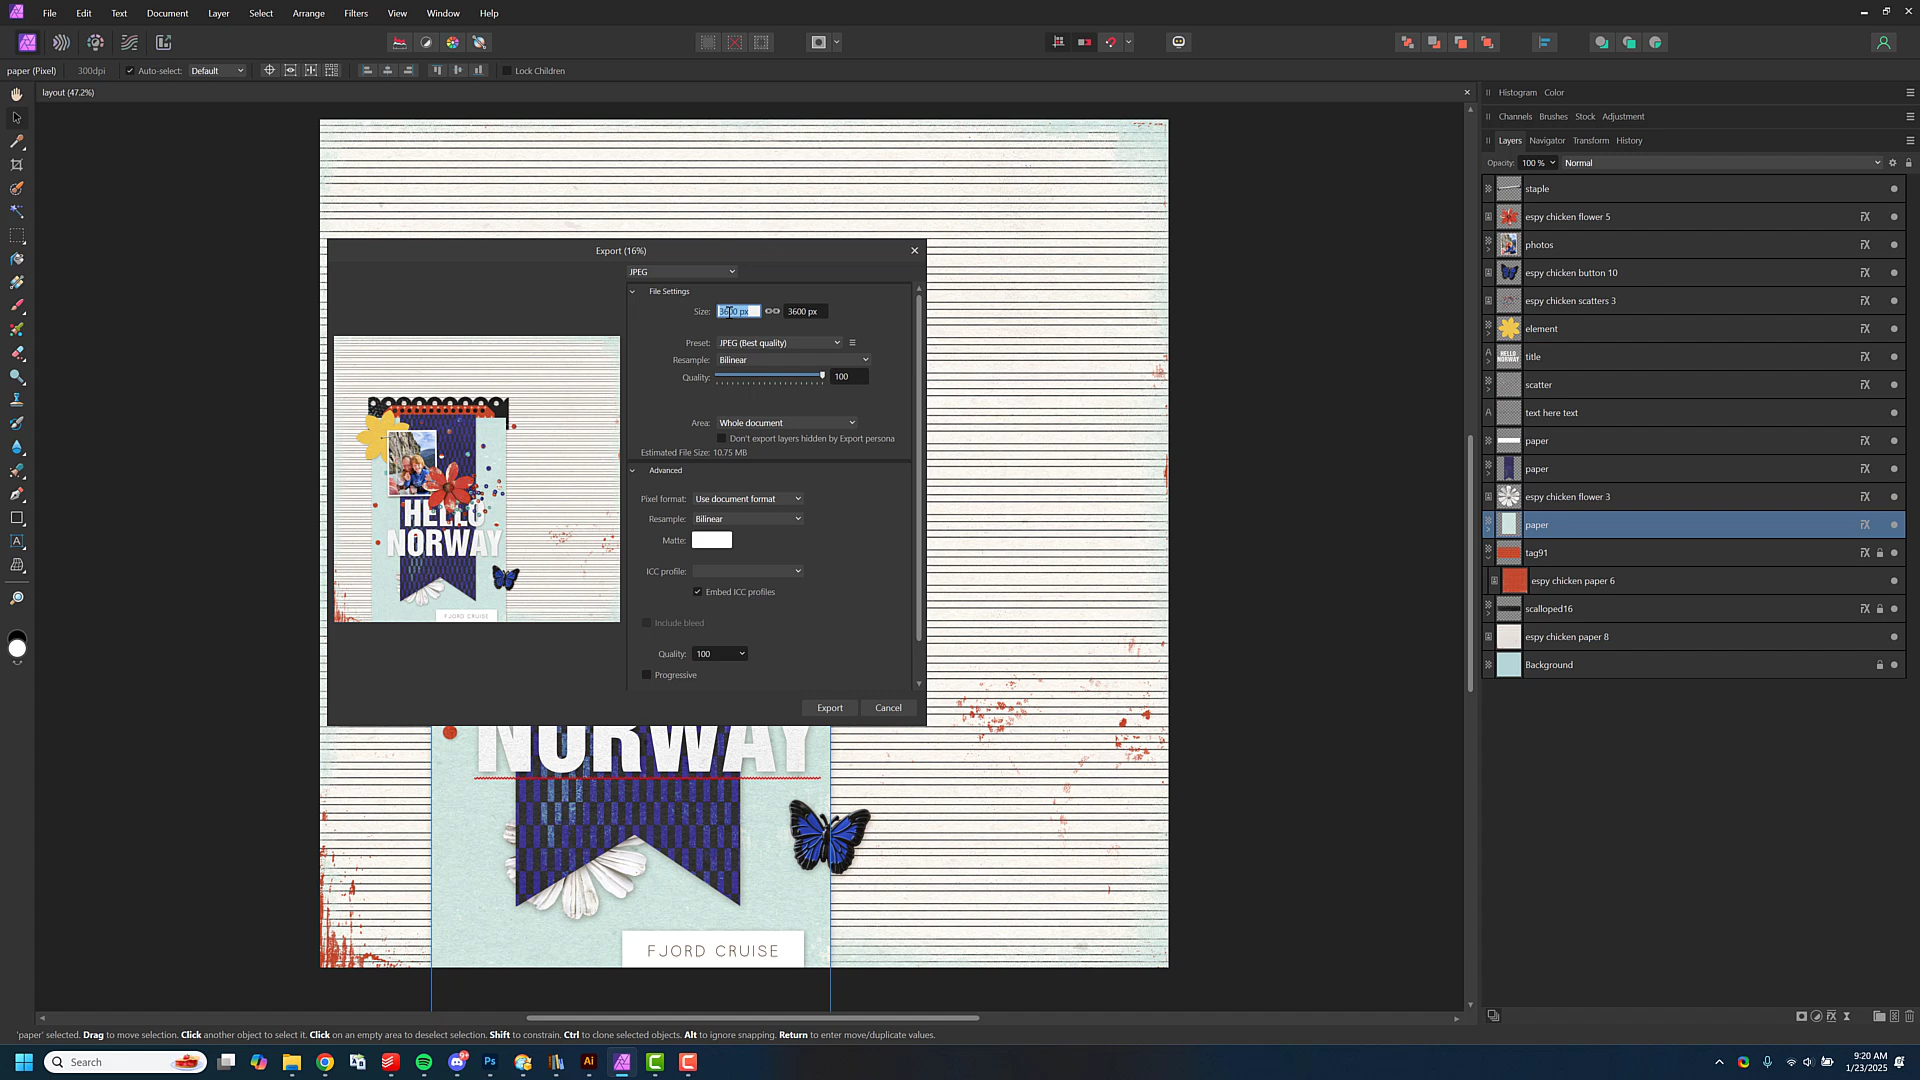 File Edit Text Document Layer Select Arrange Filters View Window Help
paper (Pixel) 300dpi Auto-select: Default Lock Children
layout (47.2%)
Histogram Color
Channels Brushes Stock Adjustment
Layers Navigator Transform History
Opacity: 100 % Normal
staple
espy chicken flower 5
photos
espy chicken button 10
espy chicken scatters 3
element
title
scatter
text here text
paper
paper
espy chicken flower 3
paper
tag91
espy chicken paper 6
scalloped16
espy chicken paper 8
Background
Export (16%)
JPEG
File Settings
Size: 3600 px 3600 px
Preset: JPEG (Best quality)
Resample: Bilinear
Quality: 100
Area: Whole document
Don't export layers hidden by Export persona
Estimated File Size: 10.75 MB
Advanced
Pixel format: Use document format
Resample: Bilinear
Matte:
ICC profile:
Embed ICC profiles
Include bleed
Quality: 100
Progressive
Export Cancel
HELLO
NORWAY
FJORD CRUISE
NORWAY
FJORD CRUISE
'paper' selected. Drag to move selection. Click another object to select it. Click on an empty area to deselect selection. Shift to constrain. Ctrl to clone selected objects. Alt to ignore snapping. Return to enter move/duplicate values.
Search
Ps
Ai
9:20 AM
1/23/2025